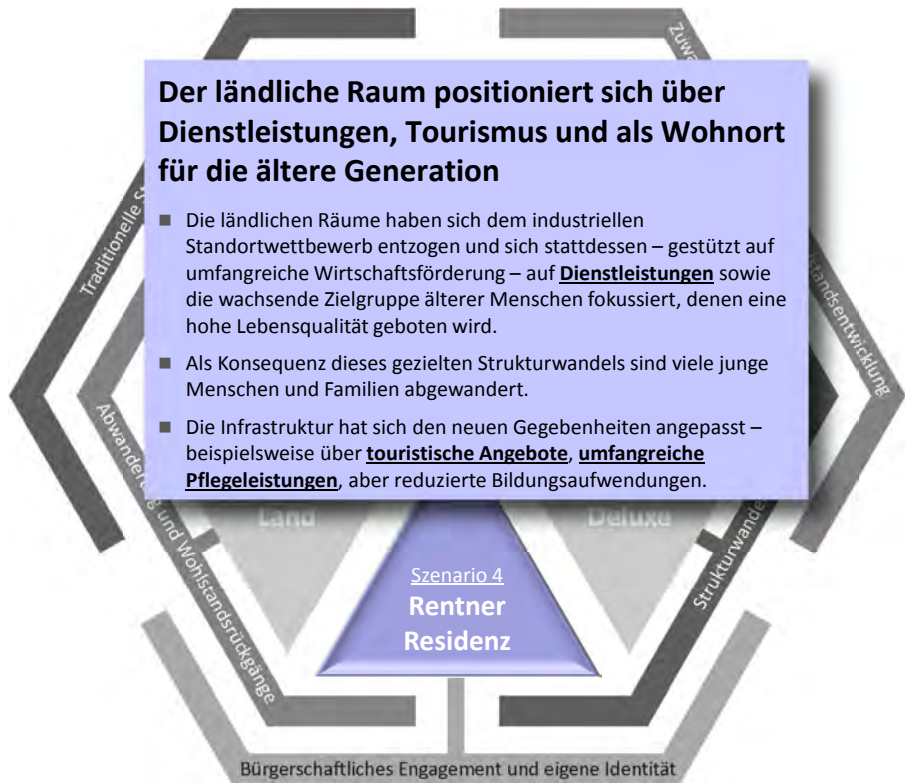 Zuwa
Der ländliche Raum positioniert sich über
Dienstleistungen, Tourismus und als Wohnort
für die ältere Generation
■ Die ländlichen Räume haben sich dem industriellen
Standortwettbewerb entzogen und sich stattdessen – gestützt auf
umfangreiche Wirtschaftsförderung – auf Dienstleistungen sowie
die wachsende Zielgruppe älterer Menschen fokussiert, denen eine
hohe Lebensqualität geboten wird.
■ Als Konsequenz dieses gezielten Strukturwandels sind viele junge
Menschen und Familien abgewandert.
■ Die Infrastruktur hat sich den neuen Gegebenheiten angepasst –
beispielsweise über touristische Angebote, umfangreiche
Pflegeleistungen, aber reduzierte Bildungsaufwendungen.
Traditionelle St
standsentwicklung
Abwanderung und Wohlstandsrückgänge
Strukturwande
Land
Deluxe
Szenario 4
Rentner
Residenz
Bürgerschaftliches Engagement und eigene Identität